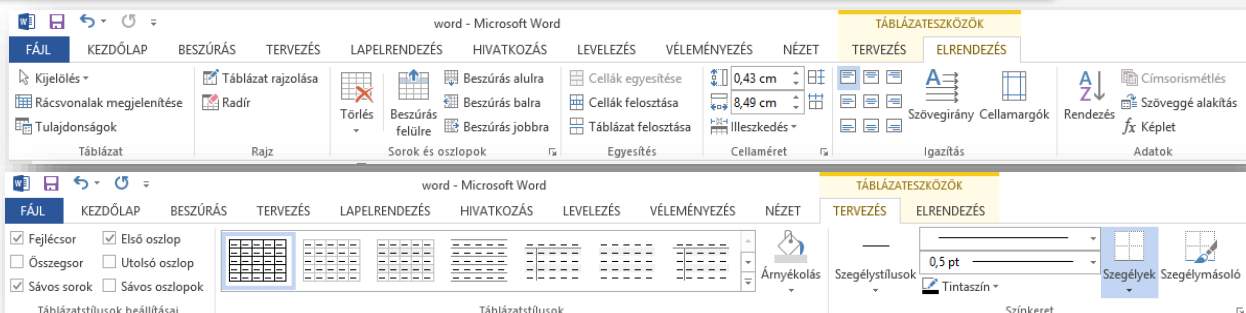 word - Microsoft Word
TÁBLÁZATESZKÖZÖK
FÁJL KEZDŐLAP BESZÚRÁS TERVEZÉS LAPELRENDEZÉS HIVATKOZÁS LEVELEZÉS VÉLEMÉNYEZÉS NÉZET TERVEZÉS ELRENDEZÉS
Kijelölés
Rácsvonalak megjelenítése
Tulajdonságok
Táblázat
Táblázat rajzolása
Radír
Rajz
Törlés
Beszúrás
felülre
Beszúrás alulra
Beszúrás balra
Beszúrás jobbra
Sorok és oszlopok
Cellák egyesítése
Cellák felosztása
Táblázat felosztása
Egyesítés
0,43 cm
8,49 cm
Illeszkedés
Cellaméret
Szövegirány
Cellamargók
Igazítás
Rendezés
Címsorismétlés
Szöveggé alakítás
fx Képlet
Adatok
word - Microsoft Word
TÁBLÁZATESZKÖZÖK
FÁJL KEZDŐLAP BESZÚRÁS TERVEZÉS LAPELRENDEZÉS HIVATKOZÁS LEVELEZÉS VÉLEMÉNYEZÉS NÉZET TERVEZÉS ELRENDEZÉS
Fejlécsor
Első oszlop
Összegsor
Utolsó oszlop
Sávos sorok
Sávos oszlopok
Táblázatstílusok beállításai
Táblázatstílusok
Árnyékolás
Szegélystílusok
0,5 pt
Tintaszín
Szegélyek
Szegélymásoló
Színkeret